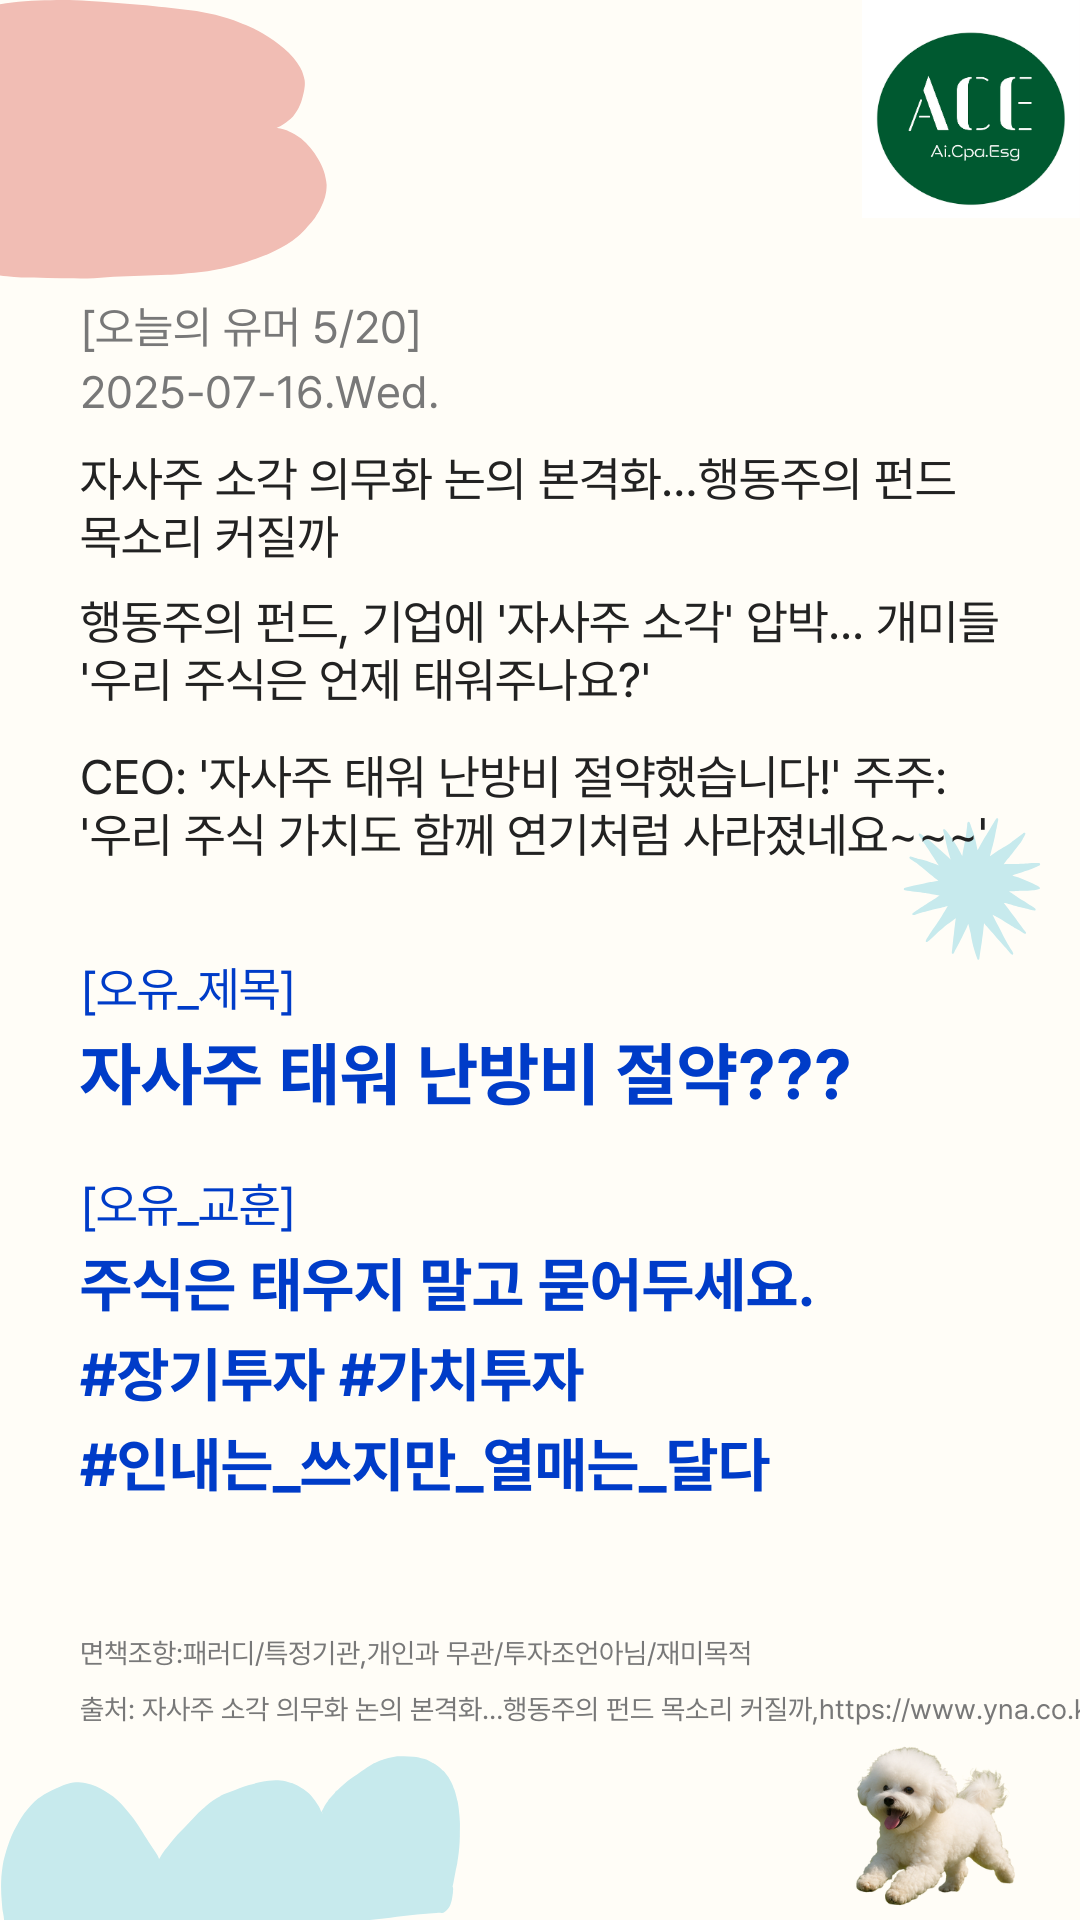 ACE
Ai.Cpa.Esg
[오늘의 유머 5/20]
2025-07-16.Wed.
자사주 소각 의무화 논의 본격화...행동주의 펀드
목소리 커질까
행동주의 펀드, 기업에 '자사주 소각' 압박... 개미들
'우리 주식은 언제 태워주나요?'
CEO: '자사주 태워 난방비 절약했습니다!' 주주:
'우리 주식 가치도 함께 연기처럼 사라졌네요~~~'
[오유_제목]
자사주 태워 난방비 절약???
[오유_교훈]
주식은 태우지 말고 묻어두세요.
#장기투자 #가치투자
#인내는_쓰지만_열매는_달다
면책조항:패러디/특정기관,개인과 무관/투자조언아님/재미목적
출처: 자사주 소각 의무화 논의 본격화...행동주의 펀드 목소리 커질까,https://www.yna.co.k